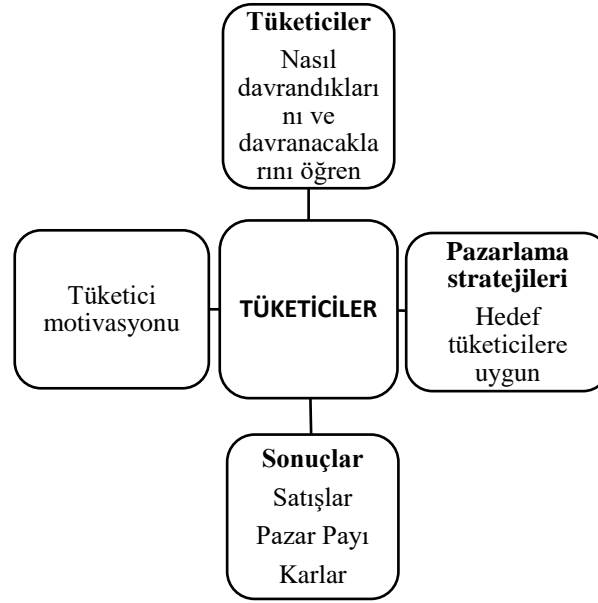 Tüketiciler
Nasıl
davrandıkları
nı ve
davranacakla
rını öğren
Tüketici
motivasyonu
TÜKETİCİLER
Pazarlama
stratejileri
Hedef
tüketicilere
uygun
Sonuçlar
Satışlar
Pazar Payı
Karlar